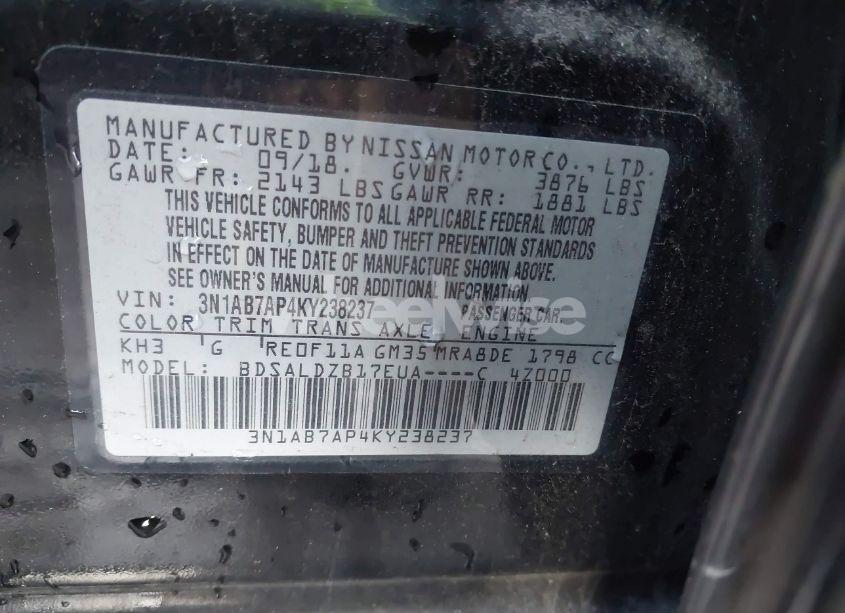 MANUFACTURED BY NISSAN MOTOR CO., LTD.
DATE: 09/18. GVWR: 3876 LBS
GAWR FR: 2143 LBS GAWR RR: 1881 LBS
THIS VEHICLE CONFORMS TO ALL APPLICABLE FEDERAL MOTOR
VEHICLE SAFETY, BUMPER AND THEFT PREVENTION STANDARDS
IN EFFECT ON THE DATE OF MANUFACTURE SHOWN ABOVE.
SEE OWNER'S MANUAL FOR ADDITIONAL INFORMATION
VIN: 3N1AB7AP4KY238237 PASSENGER CAR
COLOR TRIM TRANS AXLE ENGINE
KH3 G RE0F11A GM35 MRA8DE 1798 CC
MODEL: BDSALDZB17EUA----C 4Z000
3N1AB7AP4KY238237